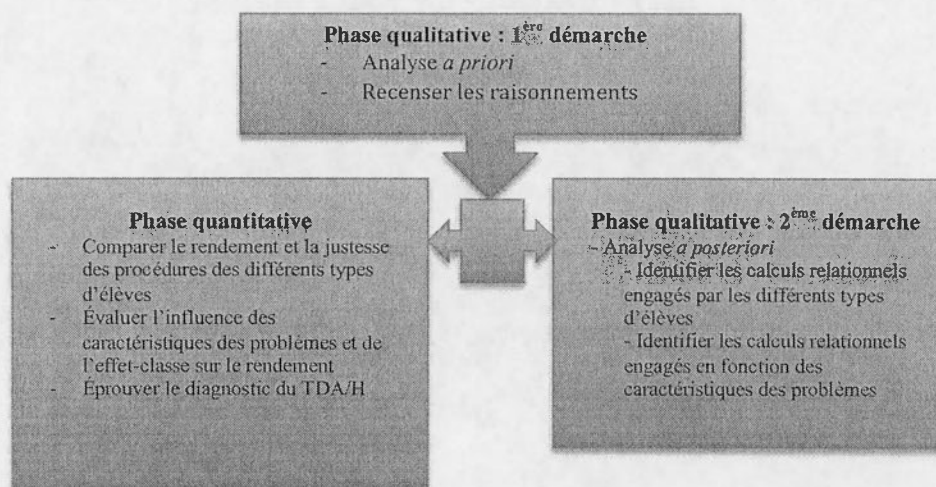 Phase qualitative : 1ère démarche
- Analyse a priori
- Recenser les raisonnements
Phase quantitative
- Comparer le rendement et la justesse
des procédures des différents types
d'élèves
- Évaluer l'influence des
caractéristiques des problèmes et de
l'effet-classe sur le rendement
- Éprouver le diagnostic du TDA/H
Phase qualitative : 2ème démarche
- Analyse a posteriori
- Identifier les calculs relationnels
engagés par les différents types
d'élèves
- Identifier les calculs relationnels
engagés en fonction des
caractéristiques des problèmes